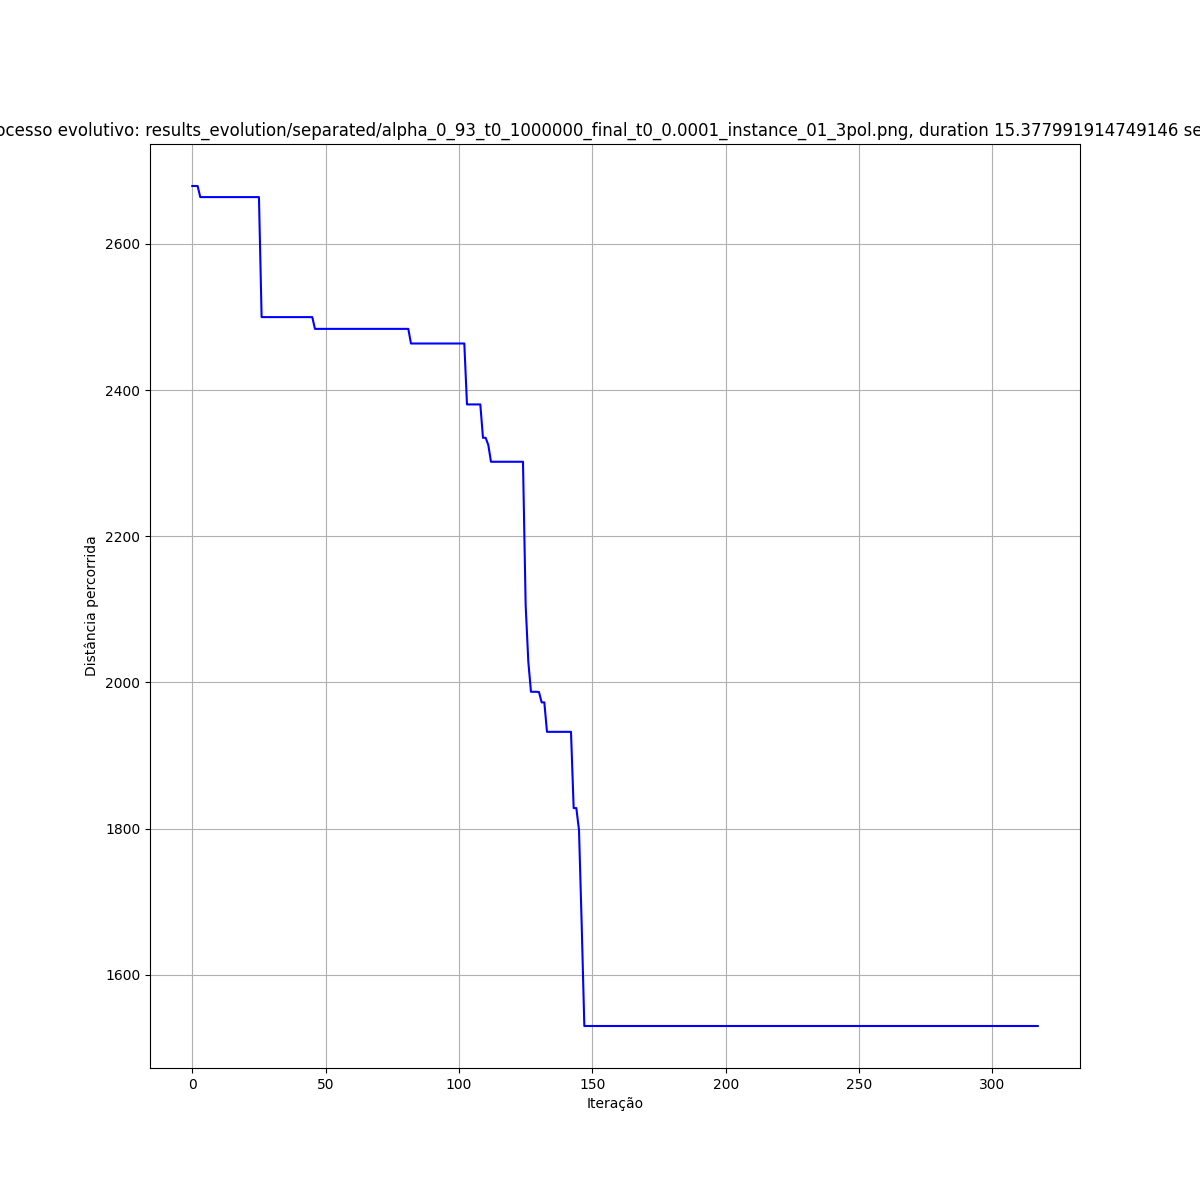 ocesso evolutivo: results_evolution/separated/alpha_0_93_t0_1000000_final_t0_0.0001_instance_01_3pol.png, duration 15.377991914749146 se
2600
2400
2200
2000
1800
1600
Distância percorrida
0 50 100 150 200 250 300
Iteração